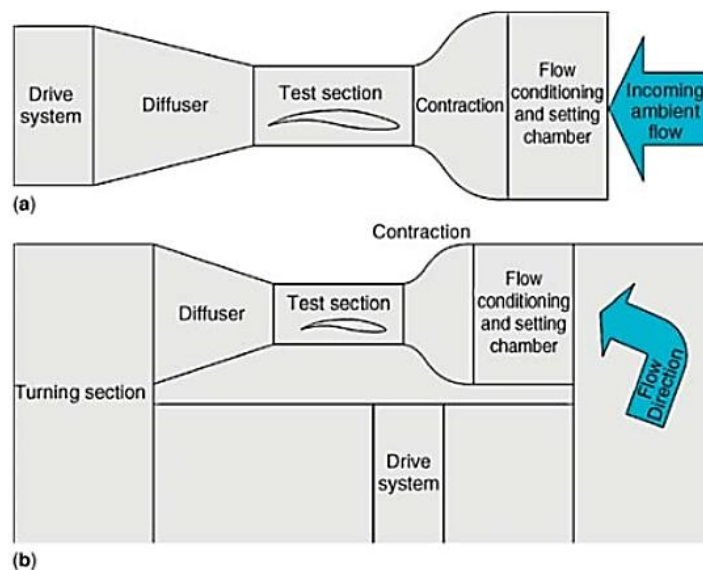 Drive
system
Diffuser
Test section
Contraction
Flow
conditioning
and setting
chamber
Incoming
ambient
flow
(a)
Contraction
Diffuser
Test section
Flow
conditioning
and setting
chamber
Flow
Direction
Turning section
Drive
system
(b)